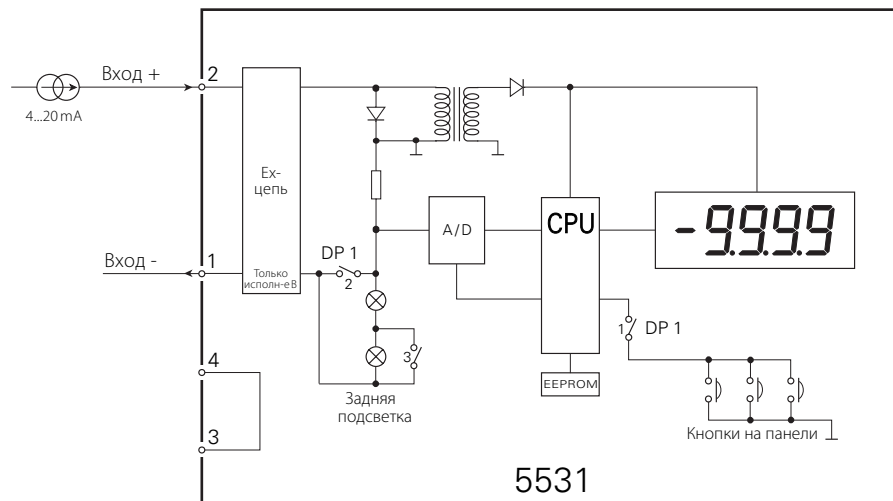 Вход +
2
4...20 mA
Ex-
цепь
Только
исполн-е B
Вход -
1
DP 1
2
A/D
CPU
-9.9.9.9
1
DP 1
3
EEPROM
4
3
Задняя
подсветка
Кнопки на панели
5531